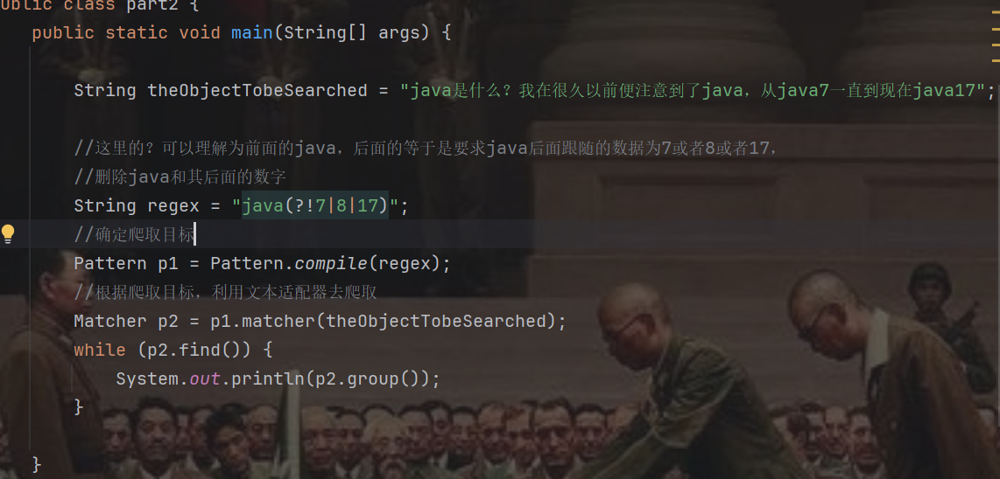 ublic class part2 {
public static void main(String[] args) {
String theObjectTobeSearched = "java是什么？我在很久以前便注意到了java，从java7一直到现在java17";
//这里的？可以理解为前面的java，后面的等于是要求java后面跟随的数据为7或者8或者17，
//删除java和其后面的数字
String regex = "java(?!7|8|17)";
//确定爬取目标
Pattern p1 = Pattern.compile(regex);
//根据爬取目标，利用文本适配器去爬取
Matcher p2 = p1.matcher(theObjectTobeSearched);
while (p2.find()) {
System.out.println(p2.group());
}
}